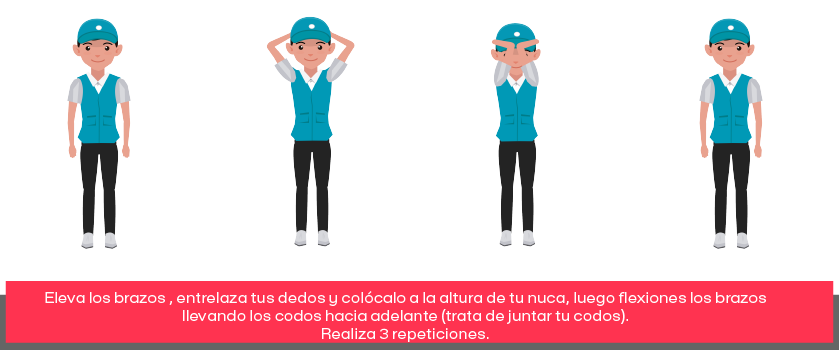 Eleva los brazos , entrelaza tus dedos y colócalo a la altura de tu nuca, luego flexiones los brazos
llevando los codos hacia adelante (trata de juntar tu codos).
Realiza 3 repeticiones.